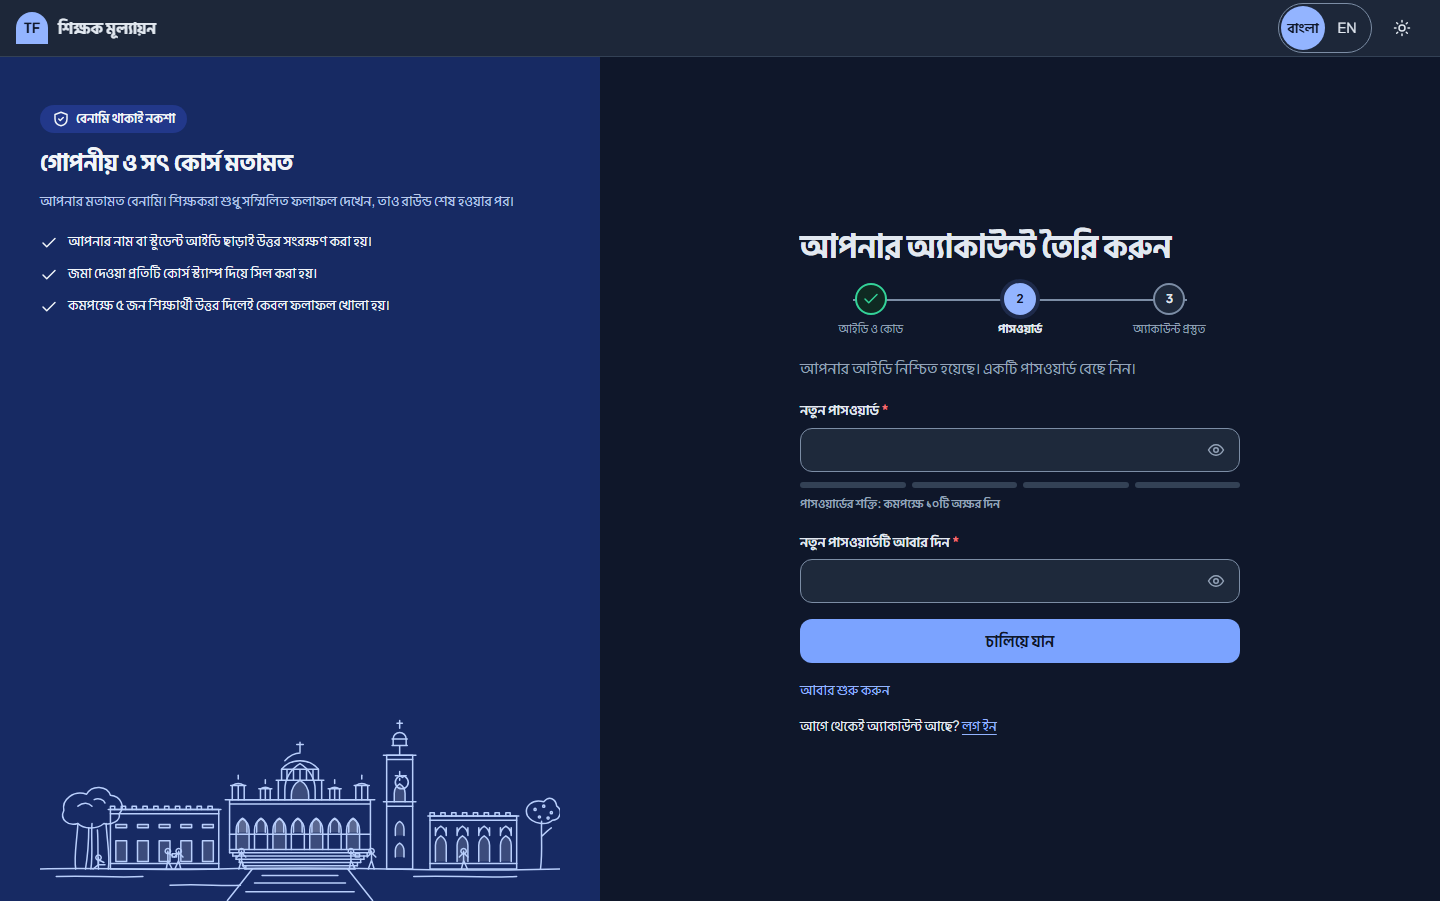 TF শিক্ষক মূল্যায়ন
বাংলা EN
বেনামি থাকাই নকশা
গোপনীয় ও সৎ কোর্স মতামত
আপনার মতামত বেনামি। শিক্ষকরা শুধু সম্মিলিত ফলাফল দেখেন, তাও রাউন্ড শেষ হওয়ার পর।
আপনার নাম বা স্টুডেন্ট আইডি ছাড়াই উত্তর সংরক্ষণ করা হয়।
জমা দেওয়া প্রতিটি কোর্স স্ট্যাম্প দিয়ে সিল করা হয়।
কমপক্ষে ৫ জন শিক্ষার্থী উত্তর দিলেই কেবল ফলাফল খোলা হয়।
আপনার অ্যাকাউন্ট তৈরি করুন
2 3
আইডি ও কোড পাসওয়ার্ড অ্যাকাউন্ট প্রস্তুত
আপনার আইডি নিশ্চিত হয়েছে। একটি পাসওয়ার্ড বেছে নিন।
নতুন পাসওয়ার্ড *
পাসওয়ার্ডের শক্তি: কমপক্ষে ১০টি অক্ষর দিন
নতুন পাসওয়ার্ডটি আবার দিন *
চালিয়ে যান
আবার শুরু করুন
আগে থেকেই অ্যাকাউন্ট আছে? লগ ইন